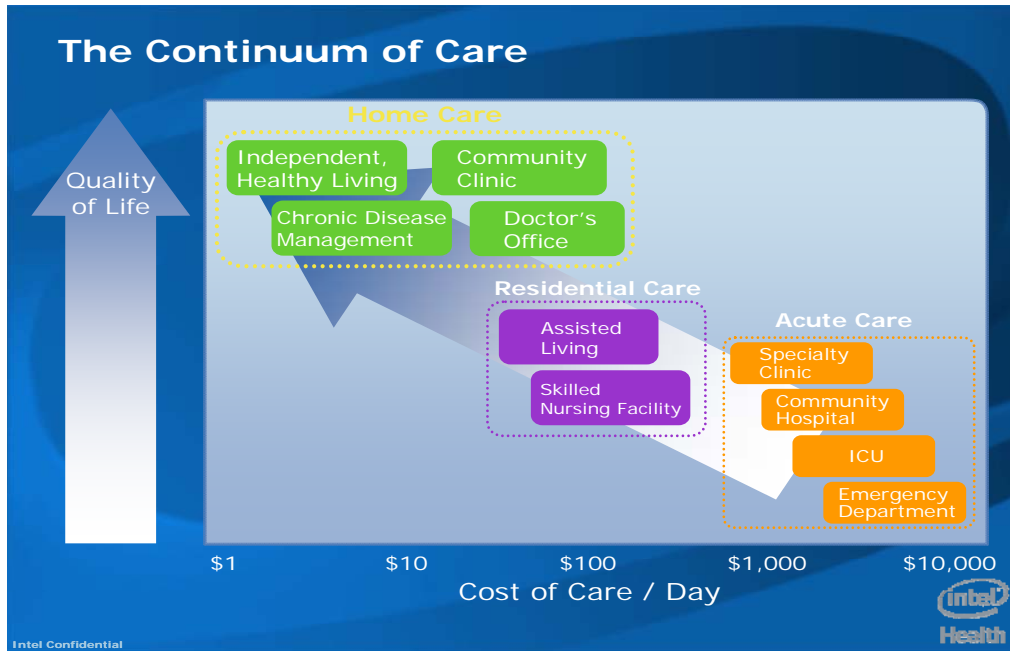 The Continuum of Care
Quality
of Life
Home Care
Independent,
Healthy Living
Community
Clinic
Chronic Disease
Management
Doctor's
Office
Residential Care
Assisted
Living
Skilled
Nursing Facility
Acute Care
Specialty
Clinic
Community
Hospital
ICU
Emergency
Department
$1
$10
$100
$1,000
$10,000
Cost of Care / Day
intel
Health
Intel Confidential